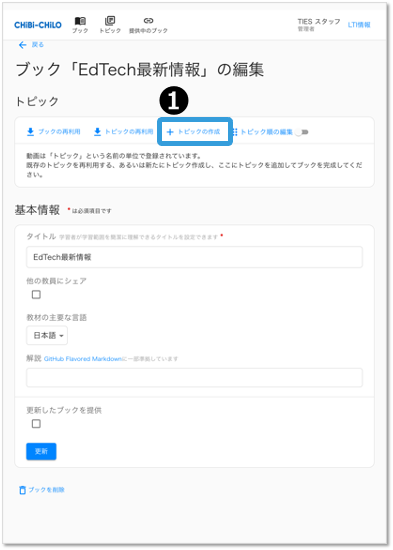 CHiBi-CHiLO
ブック
トピック
提供中のブック
TIES スタッフ
管理者
LTI情報
← 戻る
ブック「EdTech最新情報」の編集
トピック
❶
ブックの再利用
トピックの再利用
+ トピックの作成
トピック順の編集
動画は「トピック」という名前の単位で登録されています。
既存のトピックを再利用する、あるいは新たにトピック作成し、ここにトピックを追加してブックを完成してくだ
さい。
基本情報 *は必須項目です
タイトル 学習者が学習範囲を簡潔に理解できるタイトルを設定できます *
EdTech最新情報
他の教員にシェア
教材の主要な言語
日本語
解説 GitHub Flavored Markdownに一部準拠しています
更新したブックを提供
更新
ブックを削除